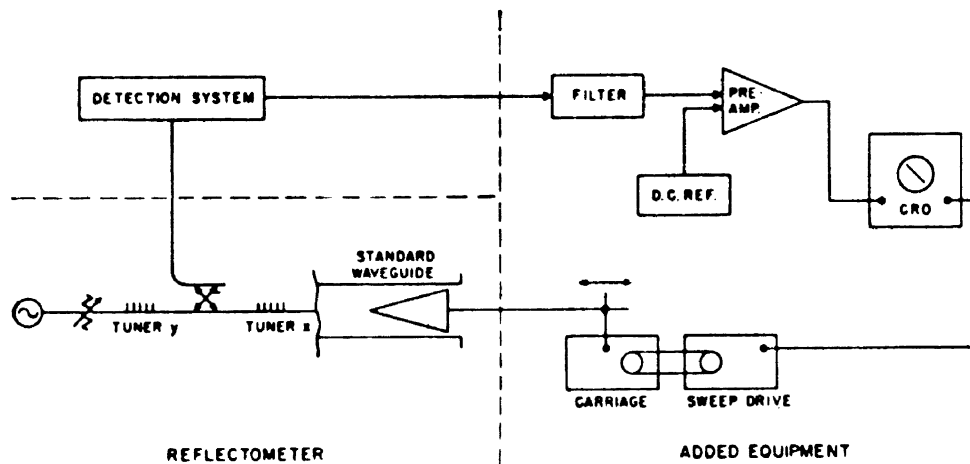 DETECTION SYSTEM
FILTER
PRE-
AMP.
D.C. REF.
CRO
STANDARD
WAVEGUIDE
TUNER y
TUNER x
CARRIAGE
SWEEP DRIVE
REFLECTOMETER
ADDED EQUIPMENT